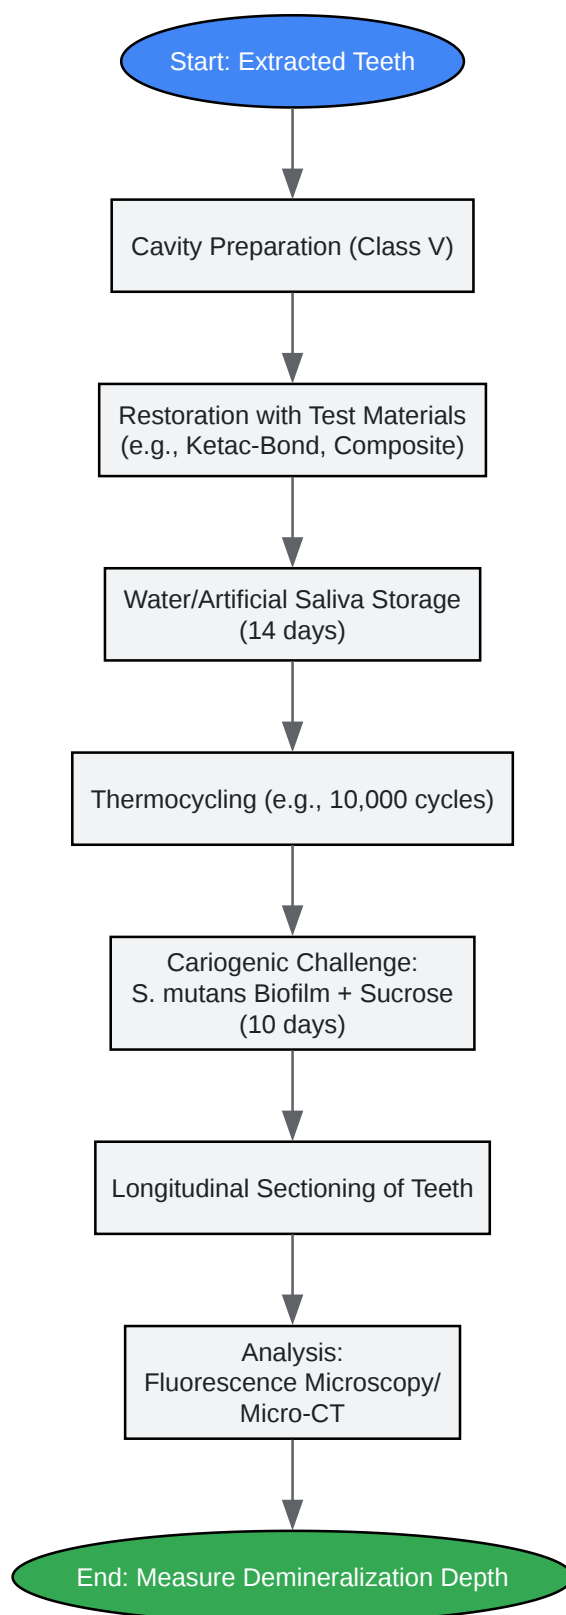 Start: Extracted Teeth
Cavity Preparation (Class V)
Restoration with Test Materials
(e.g., Ketac-Bond, Composite)
Water/Artificial Saliva Storage
(14 days)
Thermocycling (e.g., 10,000 cycles)
Cariogenic Challenge:
S. mutans Biofilm + Sucrose
(10 days)
Longitudinal Sectioning of Teeth
Analysis:
Fluorescence Microscopy/
Micro-CT
End: Measure Demineralization Depth